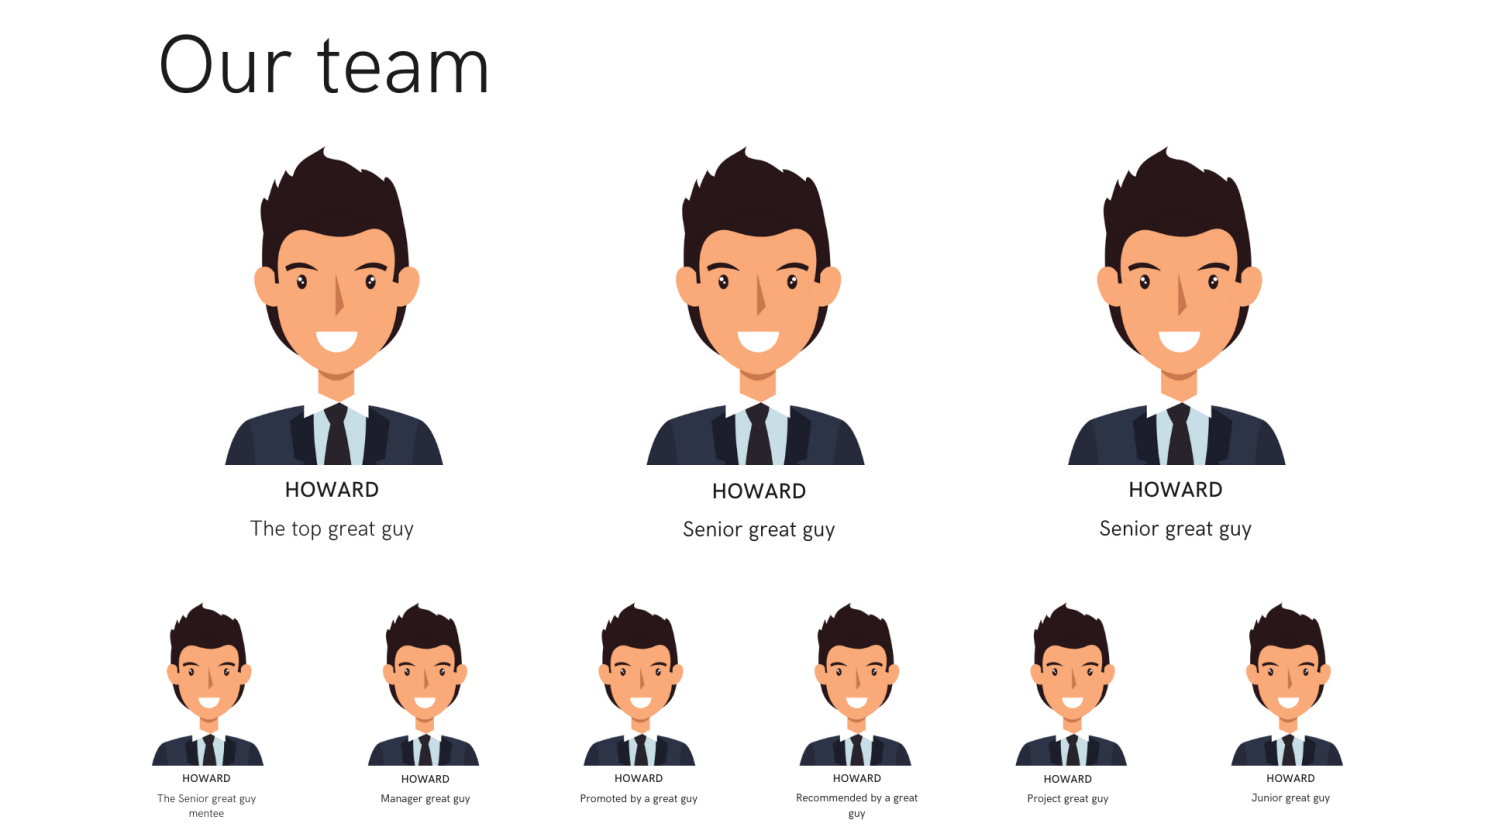 Our team
HOWARD
The top great guy
HOWARD
Senior great guy
HOWARD
Senior great guy
HOWARD
The Senior great guy
mentee
HOWARD
Manager great guy
HOWARD
Promoted by a great guy
HOWARD
Recommended by a great
guy
HOWARD
Project great guy
HOWARD
Junior great guy